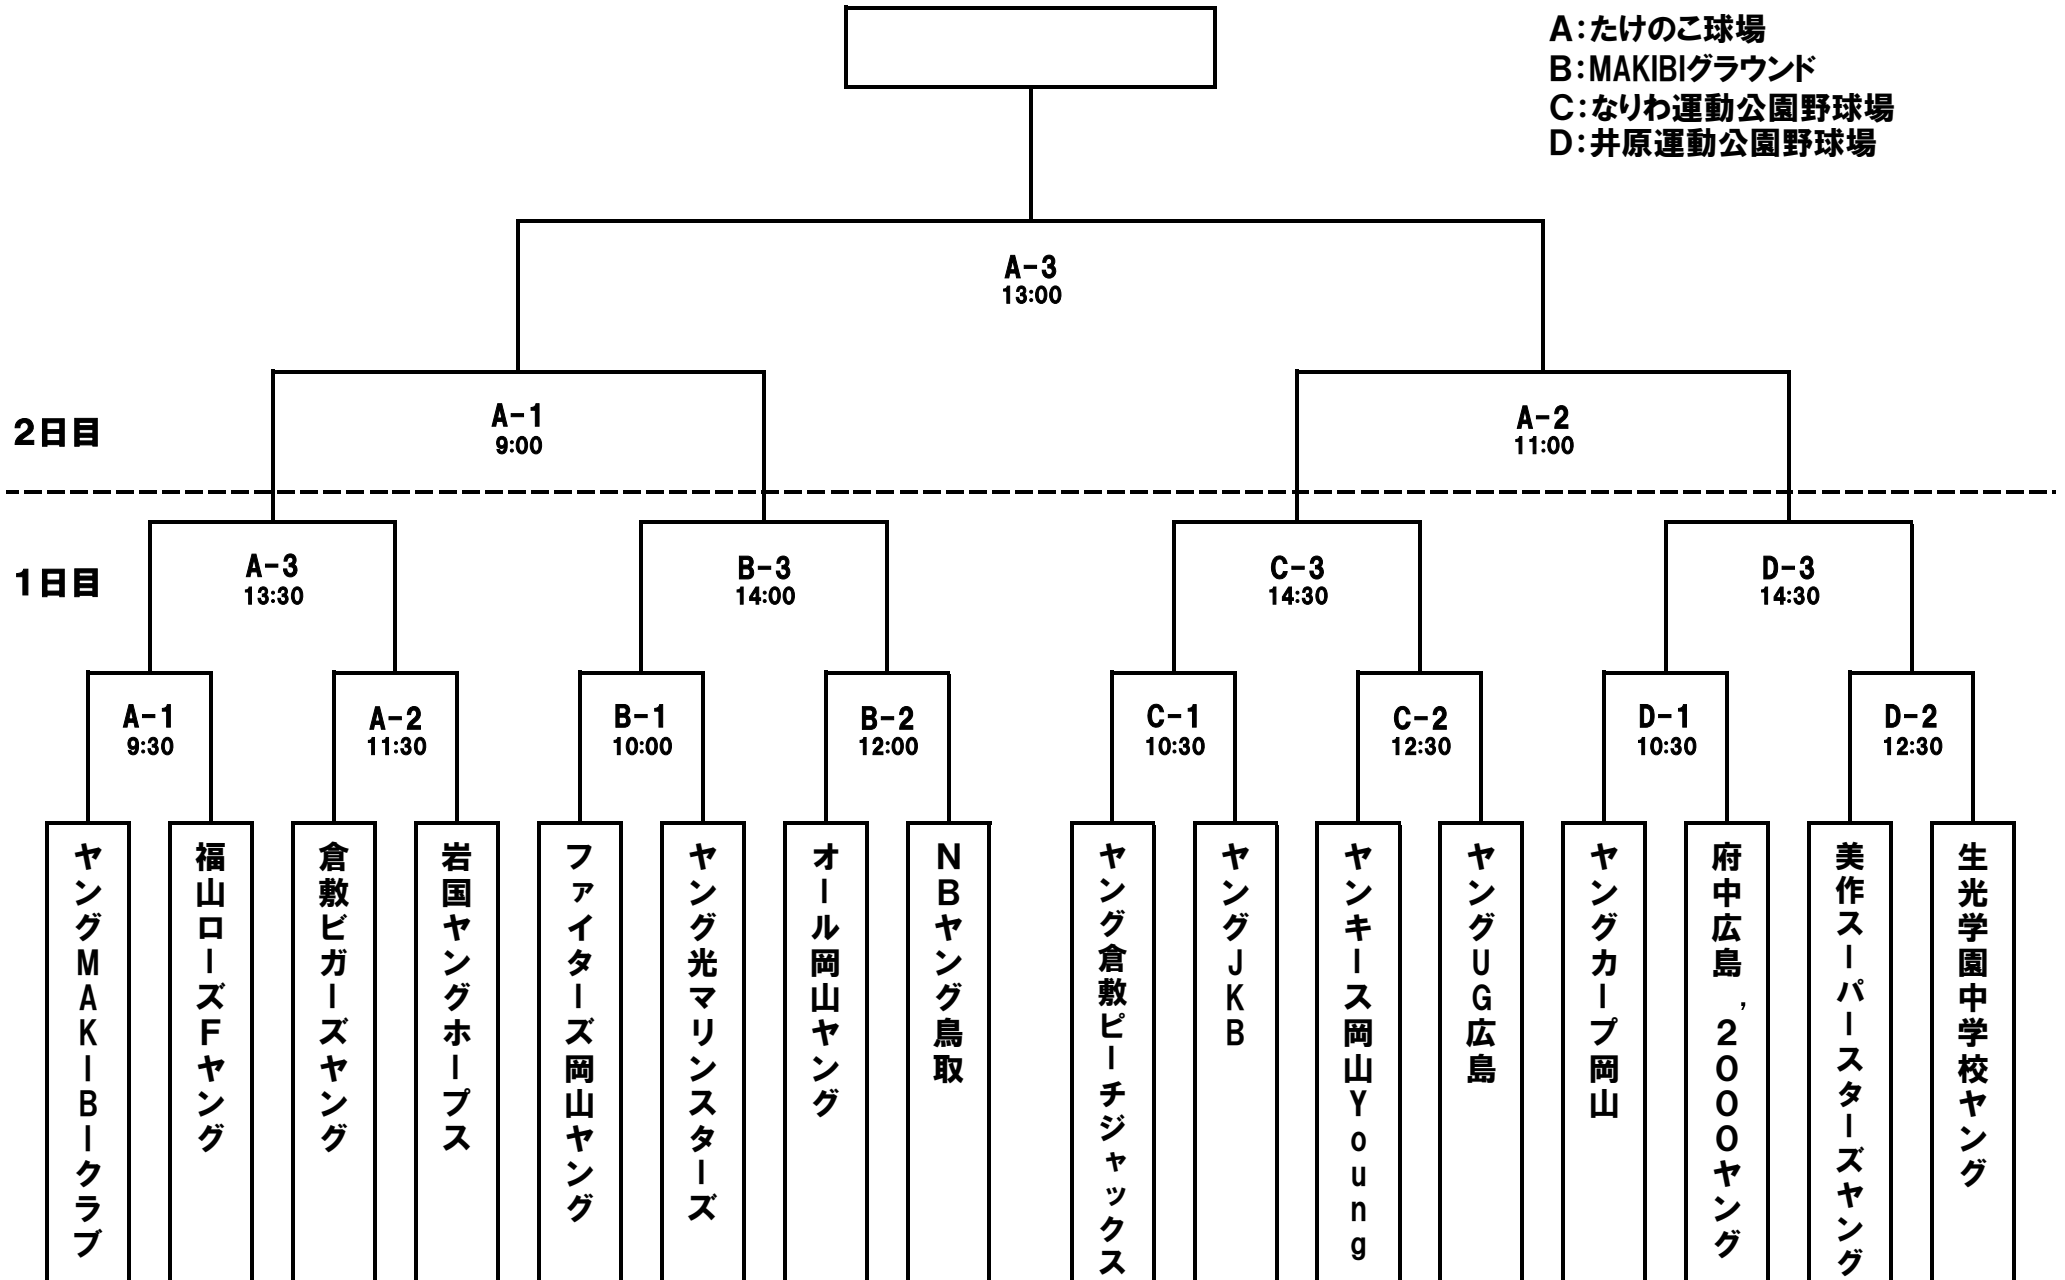 A:たけのこ球場
B:MAKIBIグラウンド
C:なりわ運動公園野球場
D:井原運動公園野球場
A-3
13:00
2日目
A-1
9:00
A-2
11:00
1日目
A-3
13:30
B-3
14:00
C-3
14:30
D-3
14:30
A-1
9:30
A-2
11:30
B-1
10:00
B-2
12:00
C-1
10:30
C-2
12:30
D-1
10:30
D-2
12:30
ヤングMAKIBIクラブ
福山ローズFヤング
倉敷ビガーズヤング
岩国ヤングホープス
ファイターズ岡山ヤング
ヤング光マリンスターズ
オール岡山ヤング
NBヤング鳥取
ヤング倉敷ピーチジャックス
ヤングJKB
ヤンキース岡山Young
ヤングUG広島
ヤングカープ岡山
府中広島,2000ヤング
美作スーパースターズヤング
生光学園中学校ヤング